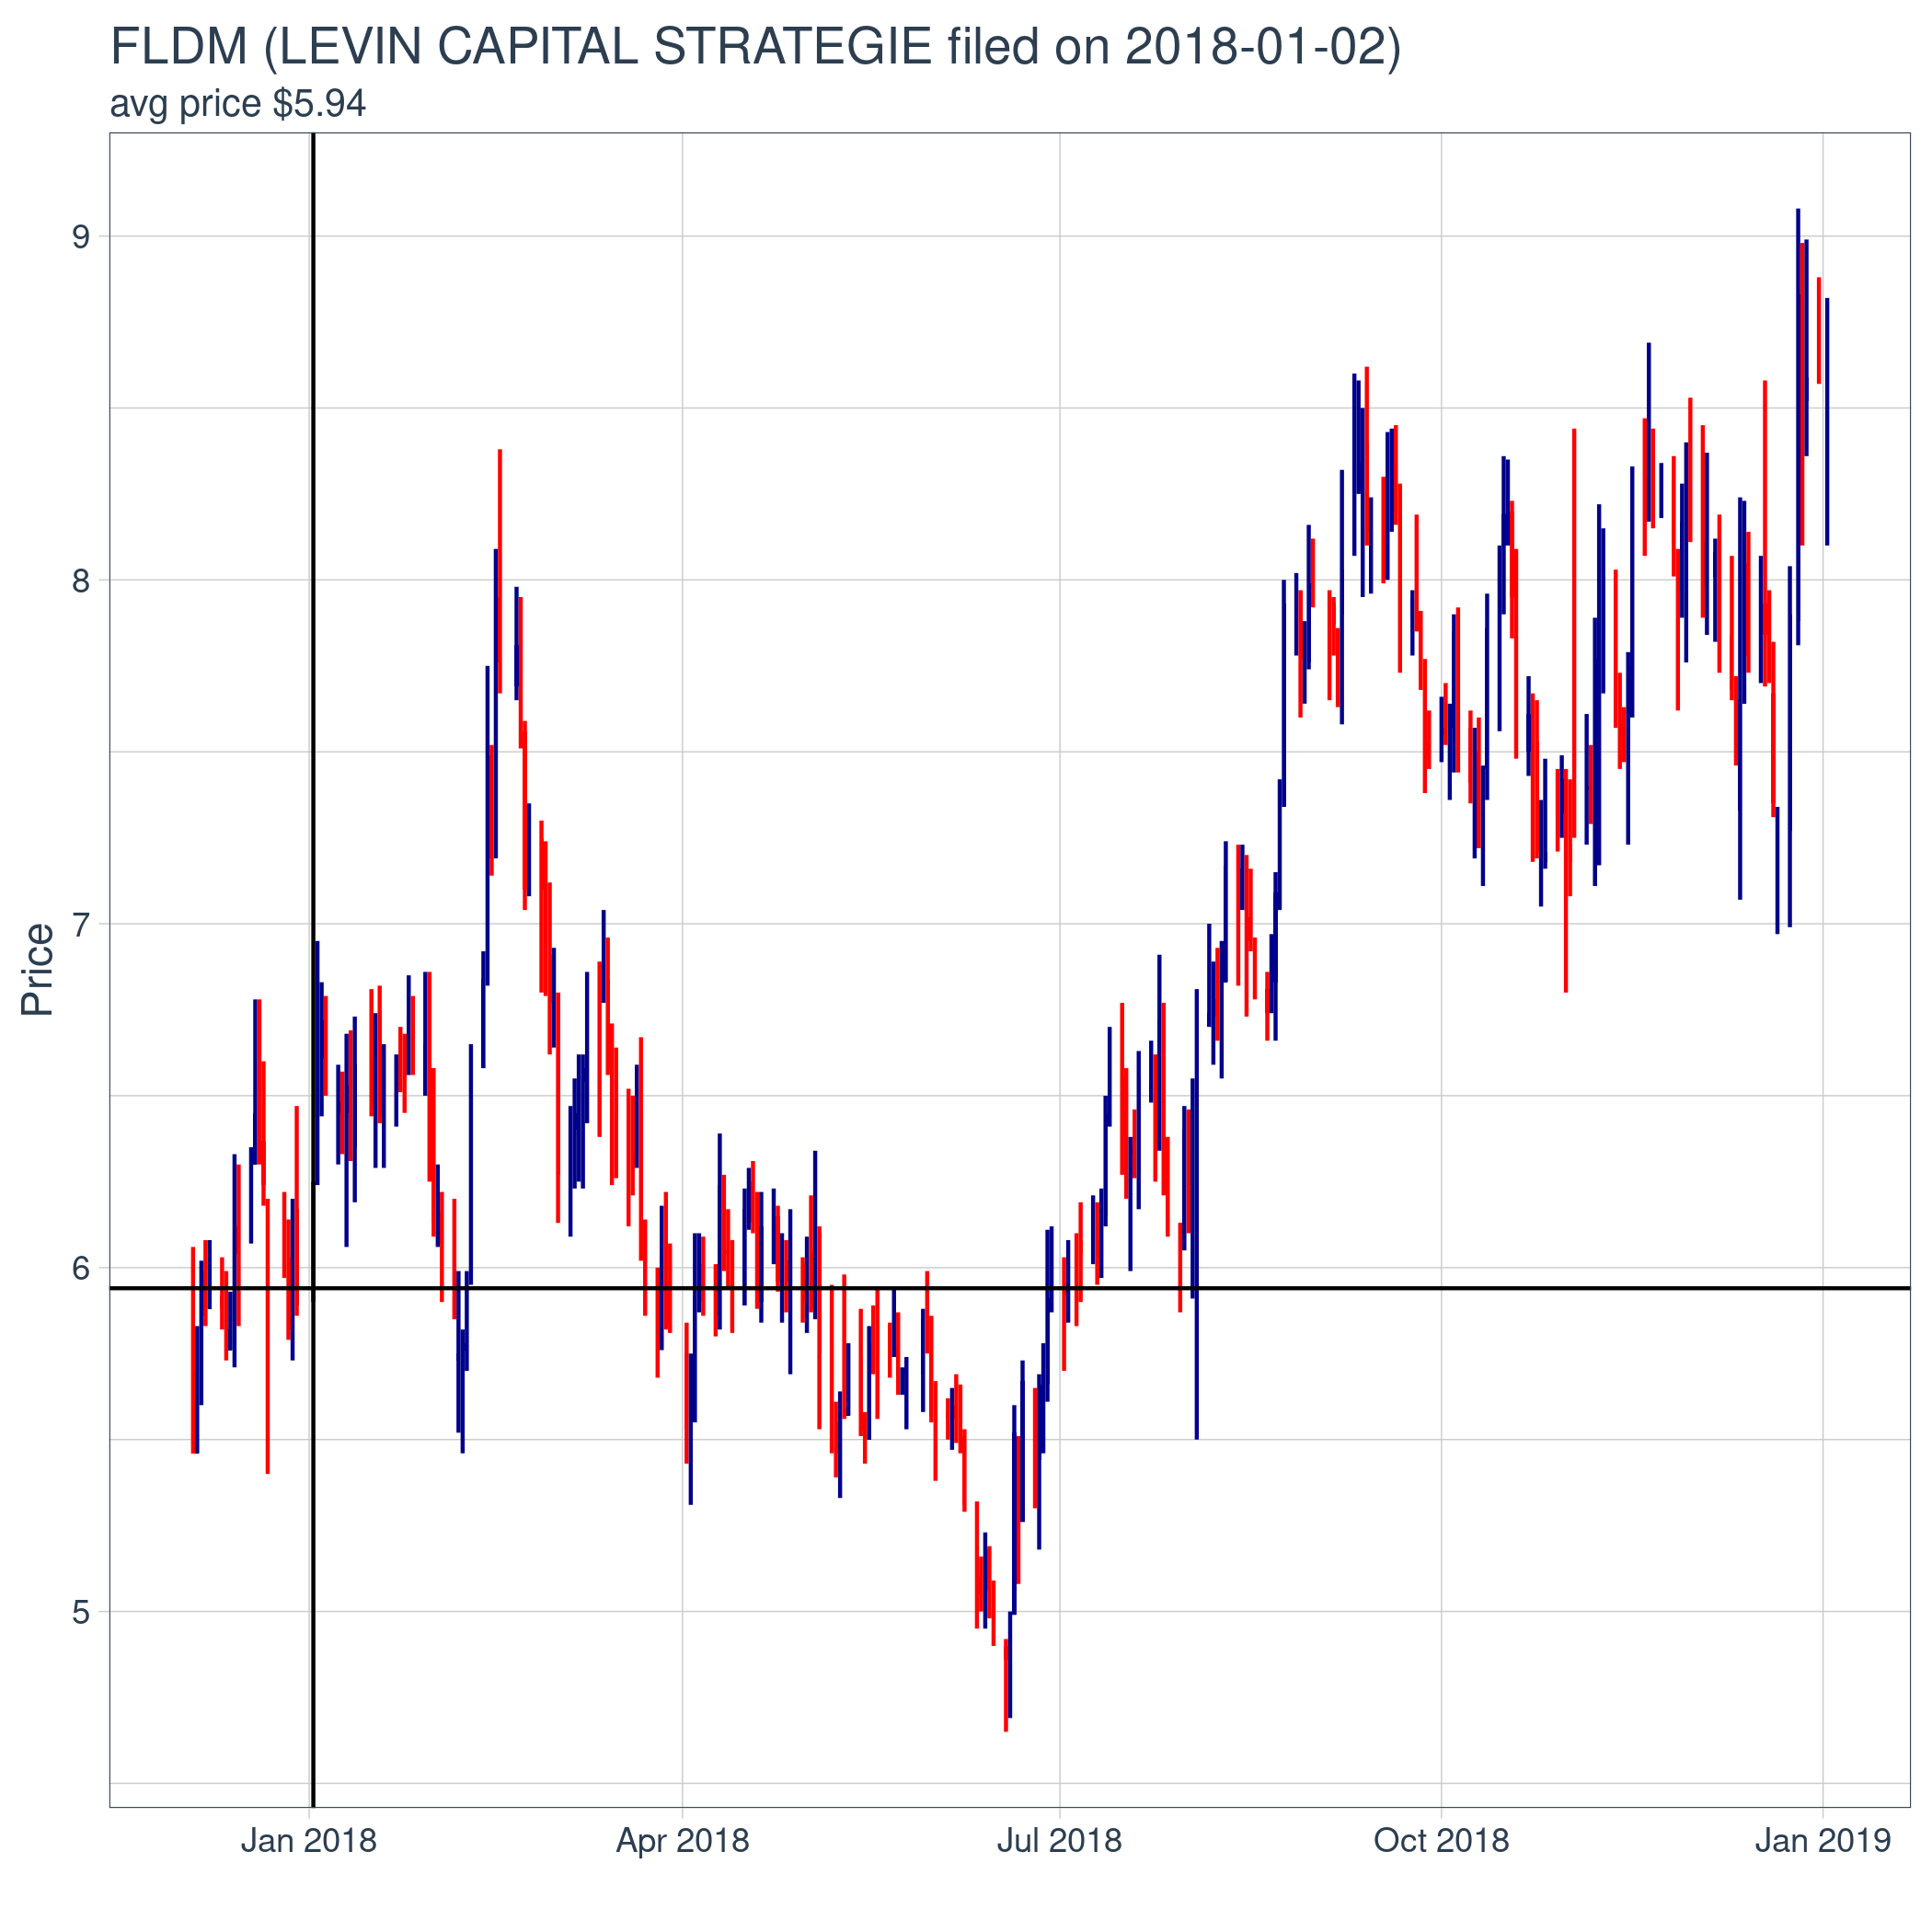 FLDM (LEVIN CAPITAL STRATEGIE filed on 2018-01-02)
avg price $5.94
9
8
7
6
5
Price
Jan 2018
Apr 2018
Jul 2018
Oct 2018
Jan 2019